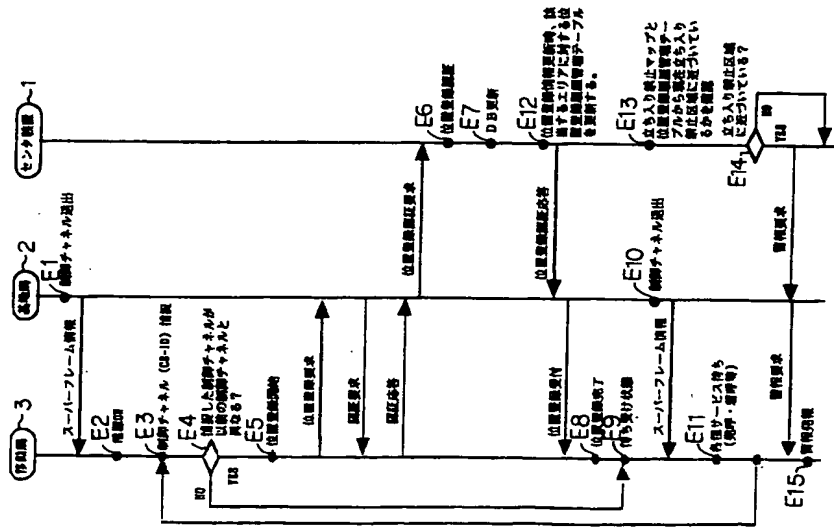 センタ装置
1
基地局
2
移動局
3
E1
制御チャネル送出
スーパーフレーム情報
E2
E3
制御チャネル (CS-ID) 捕捉
E4
捕捉した制御チャネルが
以前の制御チャネルと
異なる?
NO
YES
E5
位置登録開始
位置登録要求
認証要求
認証応答
位置登録認証要求
E6
位置登録認証
E7
DB更新
E12
位置登録情報更新時、該
当するエリアに対する位
置登録履歴管理テーブル
を更新する。
位置登録認証応答
位置登録受付
E8
位置登録完了
E9
待ち受け状態
E10
制御チャネル送出
スーパーフレーム情報
E11
各種サービス待ち
(発呼・着呼等)
E13
立ち入り禁止マップと
位置登録履歴管理テー
ブルから現在立ち入り
禁止区域に近づいてい
るかを確認
E14
立ち入り禁止区域
に近づいている?
NO
YES
警報要求
警報要求
E15
警報発報